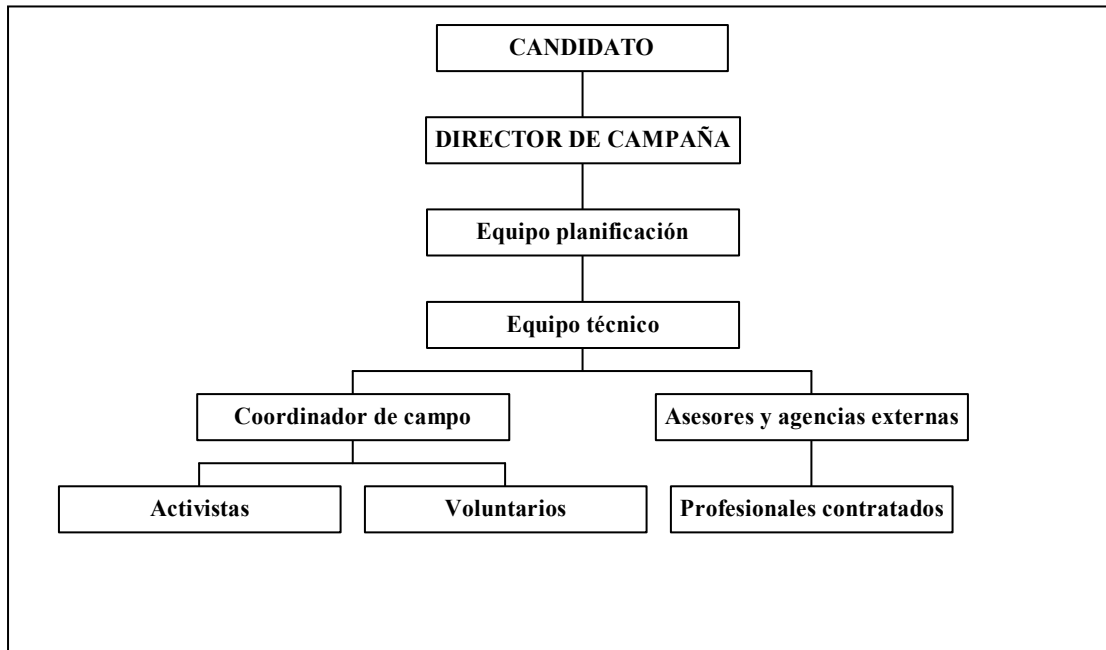 CANDIDATO
DIRECTOR DE CAMPAÑA
Equipo planificación
Equipo técnico
Coordinador de campo
Asesores y agencias externas
Activistas
Voluntarios
Profesionales contratados